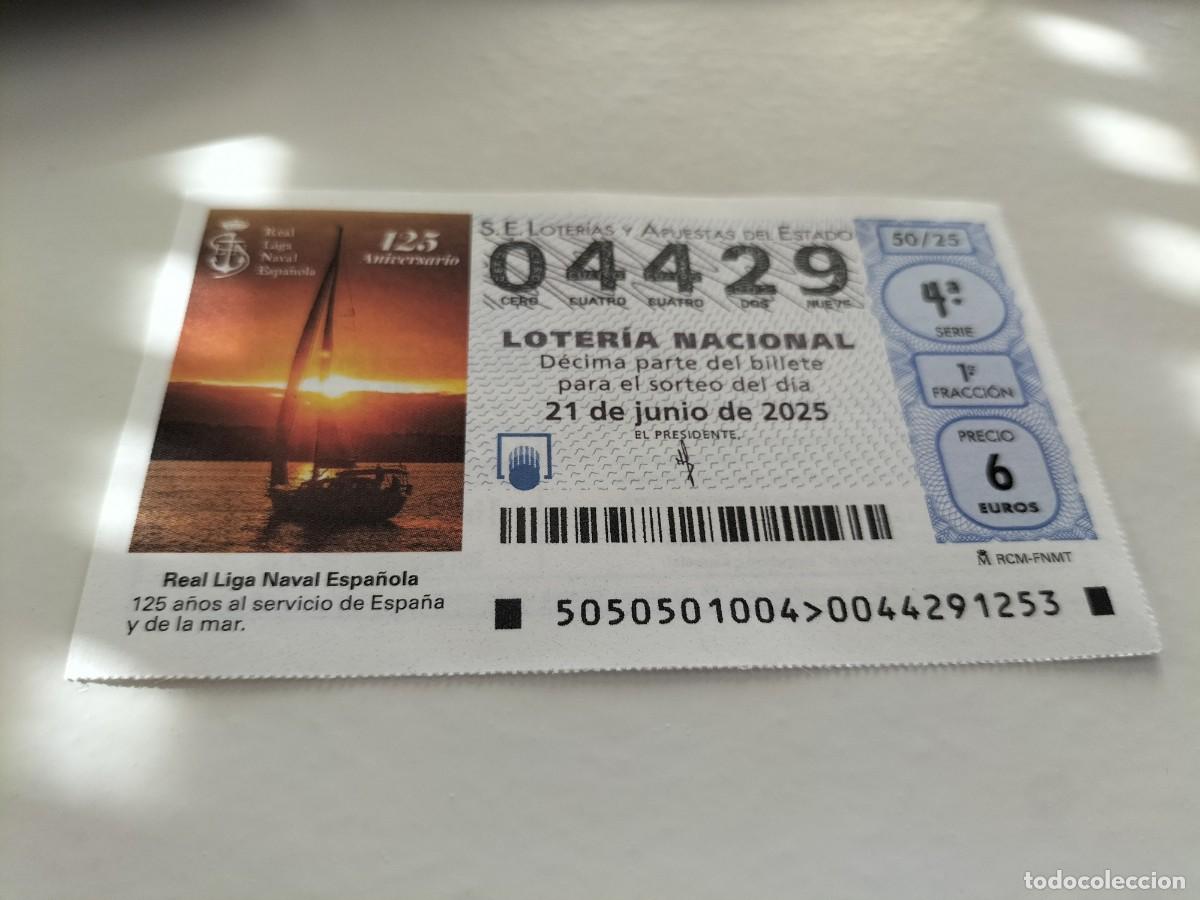 Real
Liga
Naval
Española
125
Aniversario
Real Liga Naval Española
125 años al servicio de España
y de la mar.
S.E. LOTERÍAS Y APUESTAS DEL ESTADO
04429
CERO CUATRO CUATRO DOS NUEVE
LOTERÍA NACIONAL
Décima parte del billete
para el sorteo del día
21 de junio de 2025
EL PRESIDENTE,
50/25
4ª
SERIE
1ª
FRACCIÓN
PRECIO
6
EUROS
RCM-FNMT
5050501004>0044291253
todocoleccion